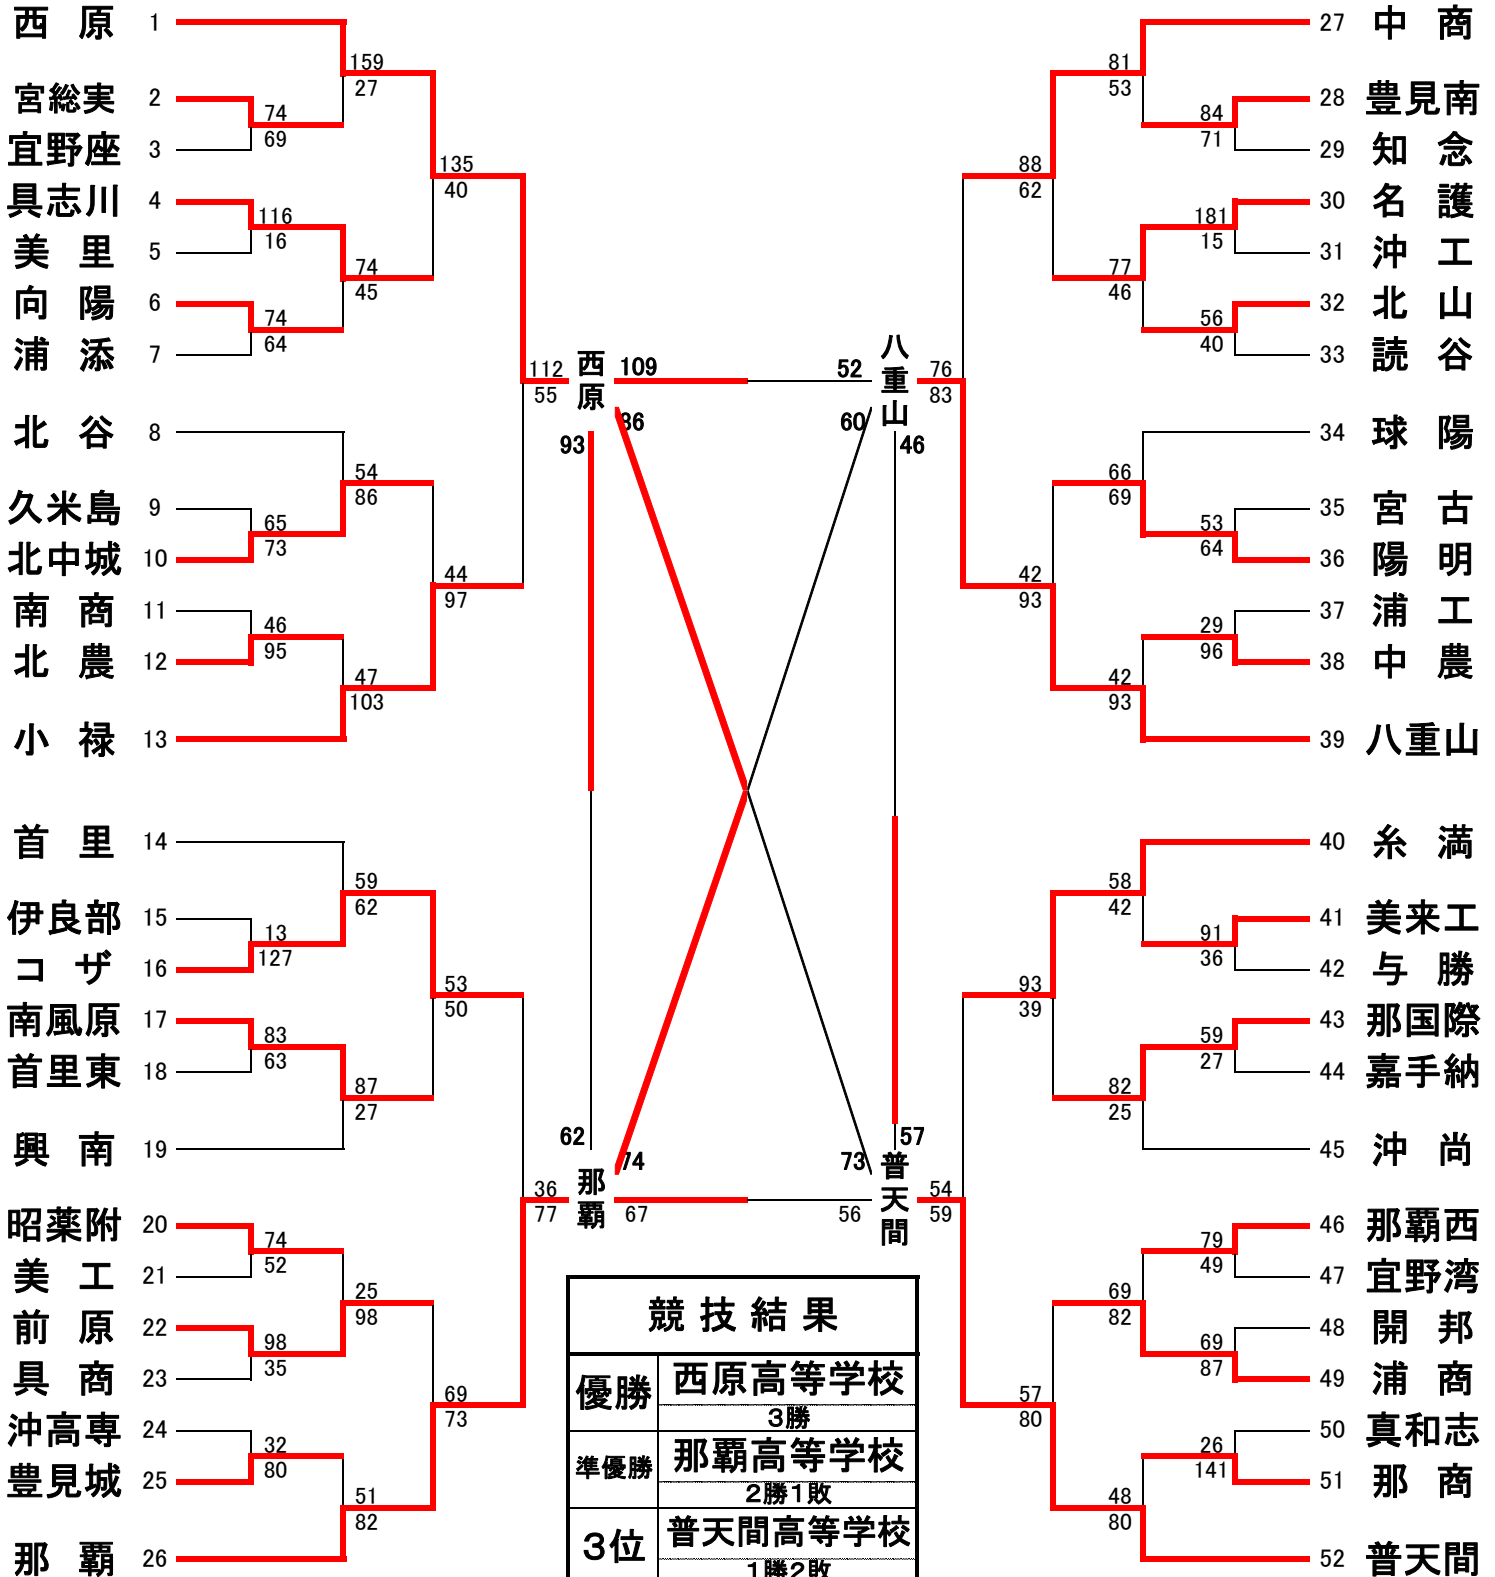 西原 1
159
27
宮総実 2
74
69
宜野座 3
135
40
具志川 4
116
16
美里 5
74
45
向陽 6
74
64
浦添 7
112
55
北谷 8
54
86
久米島 9
65
73
北中城 10
44
97
南商 11
46
95
北農 12
47
103
小禄 13
首里 14
59
62
伊良部 15
13
127
コザ 16
53
50
南風原 17
83
63
首里東 18
87
27
興南 19
36
77
昭薬附 20
74
52
美工 21
25
98
前原 22
98
35
具商 23
69
73
沖高専 24
32
80
豊見城 25
51
82
那覇 26
西原
109
86
93
八重山
52
60
46
那覇
62
74
67
普天間
57
73
56
27 中商
81
53
28 豊見南
84
71
29 知念
88
62
30 名護
181
15
31 沖工
77
46
32 北山
56
40
33 読谷
76
83
34 球陽
66
69
35 宮古
53
64
36 陽明
42
93
37 浦工
29
96
38 中農
42
93
39 八重山
40 糸満
58
42
41 美来工
91
36
42 与勝
93
39
43 那国際
59
27
44 嘉手納
82
25
45 沖尚
54
59
46 那覇西
79
49
47 宜野湾
69
82
48 開邦
69
87
49 浦商
57
80
50 真和志
26
141
51 那商
48
80
52 普天間
競技結果
優勝 西原高等学校
3勝
準優勝 那覇高等学校
2勝1敗
3位 普天間高等学校
1勝2敗